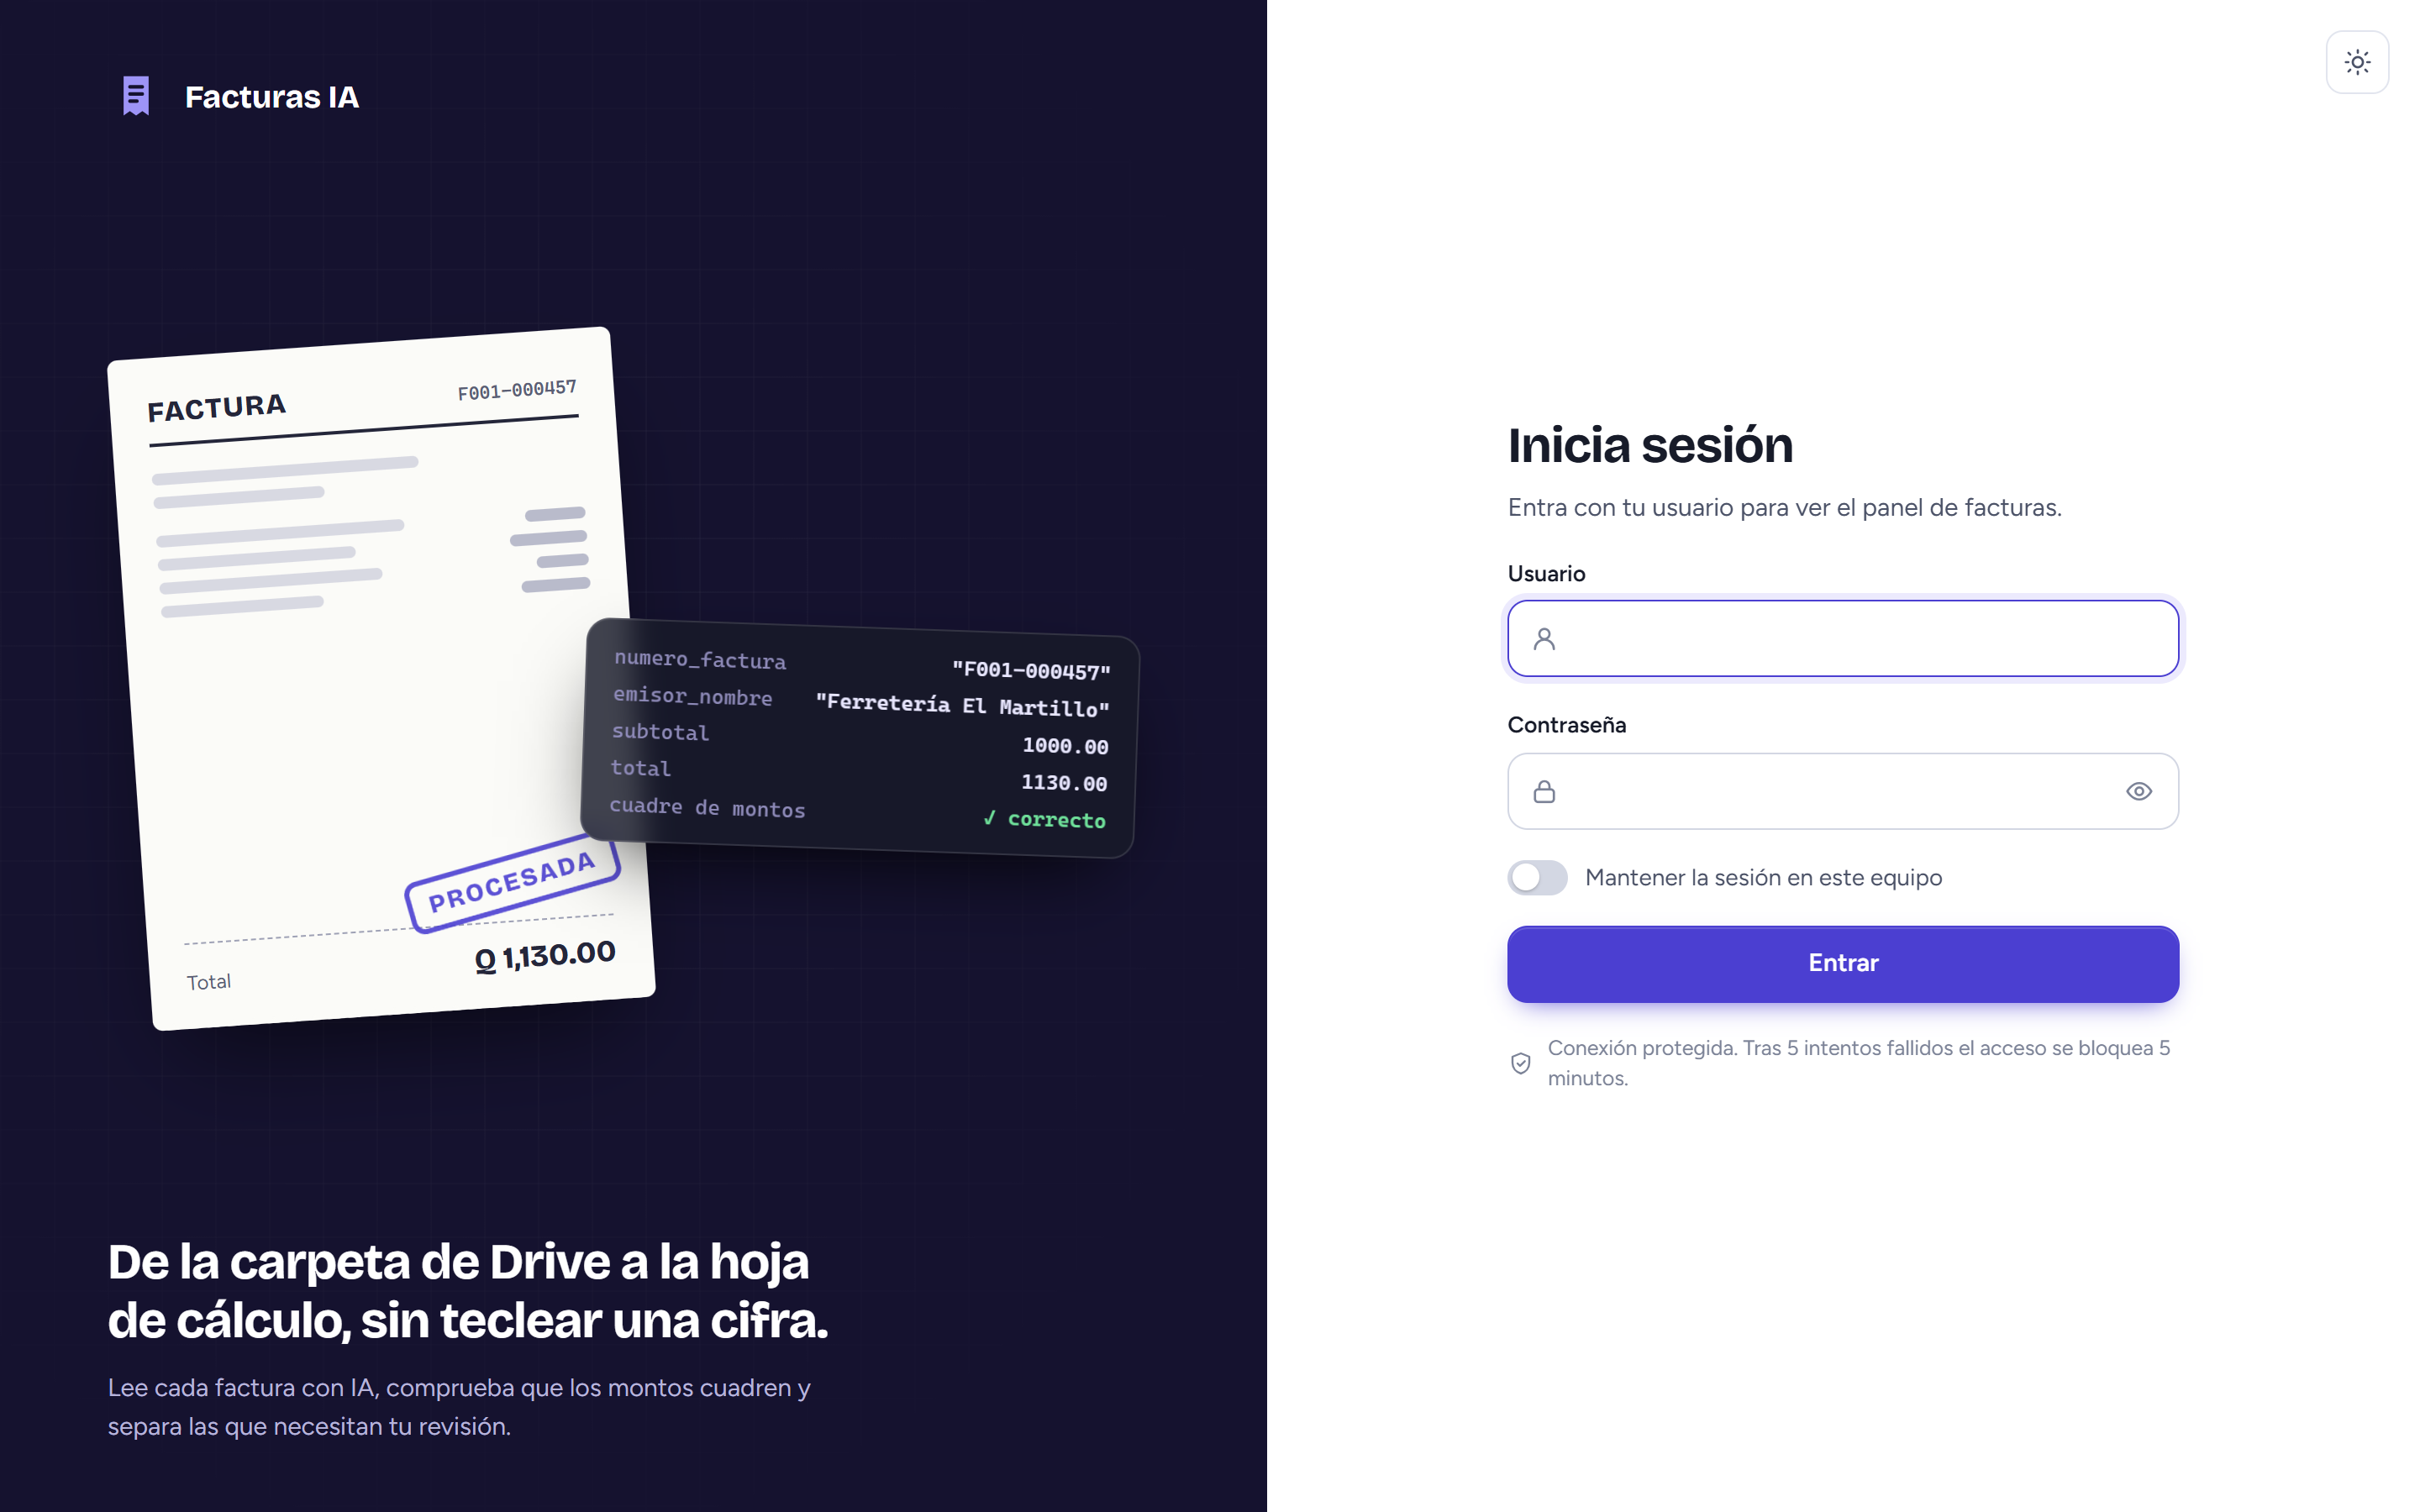 Facturas IA
FACTURA F001-000457
numero_factura "F001-000457"
emisor_nombre "Ferretería El Martillo"
subtotal 1000.00
total 1130.00
cuadre de montos ✓ correcto
PROCESADA
Total Q 1,130.00
De la carpeta de Drive a la hoja
de cálculo, sin teclear una cifra.
Lee cada factura con IA, comprueba que los montos cuadren y
separa las que necesitan tu revisión.
Inicia sesión
Entra con tu usuario para ver el panel de facturas.
Usuario
Contraseña
Mantener la sesión en este equipo
Entrar
Conexión protegida. Tras 5 intentos fallidos el acceso se bloquea 5
minutos.